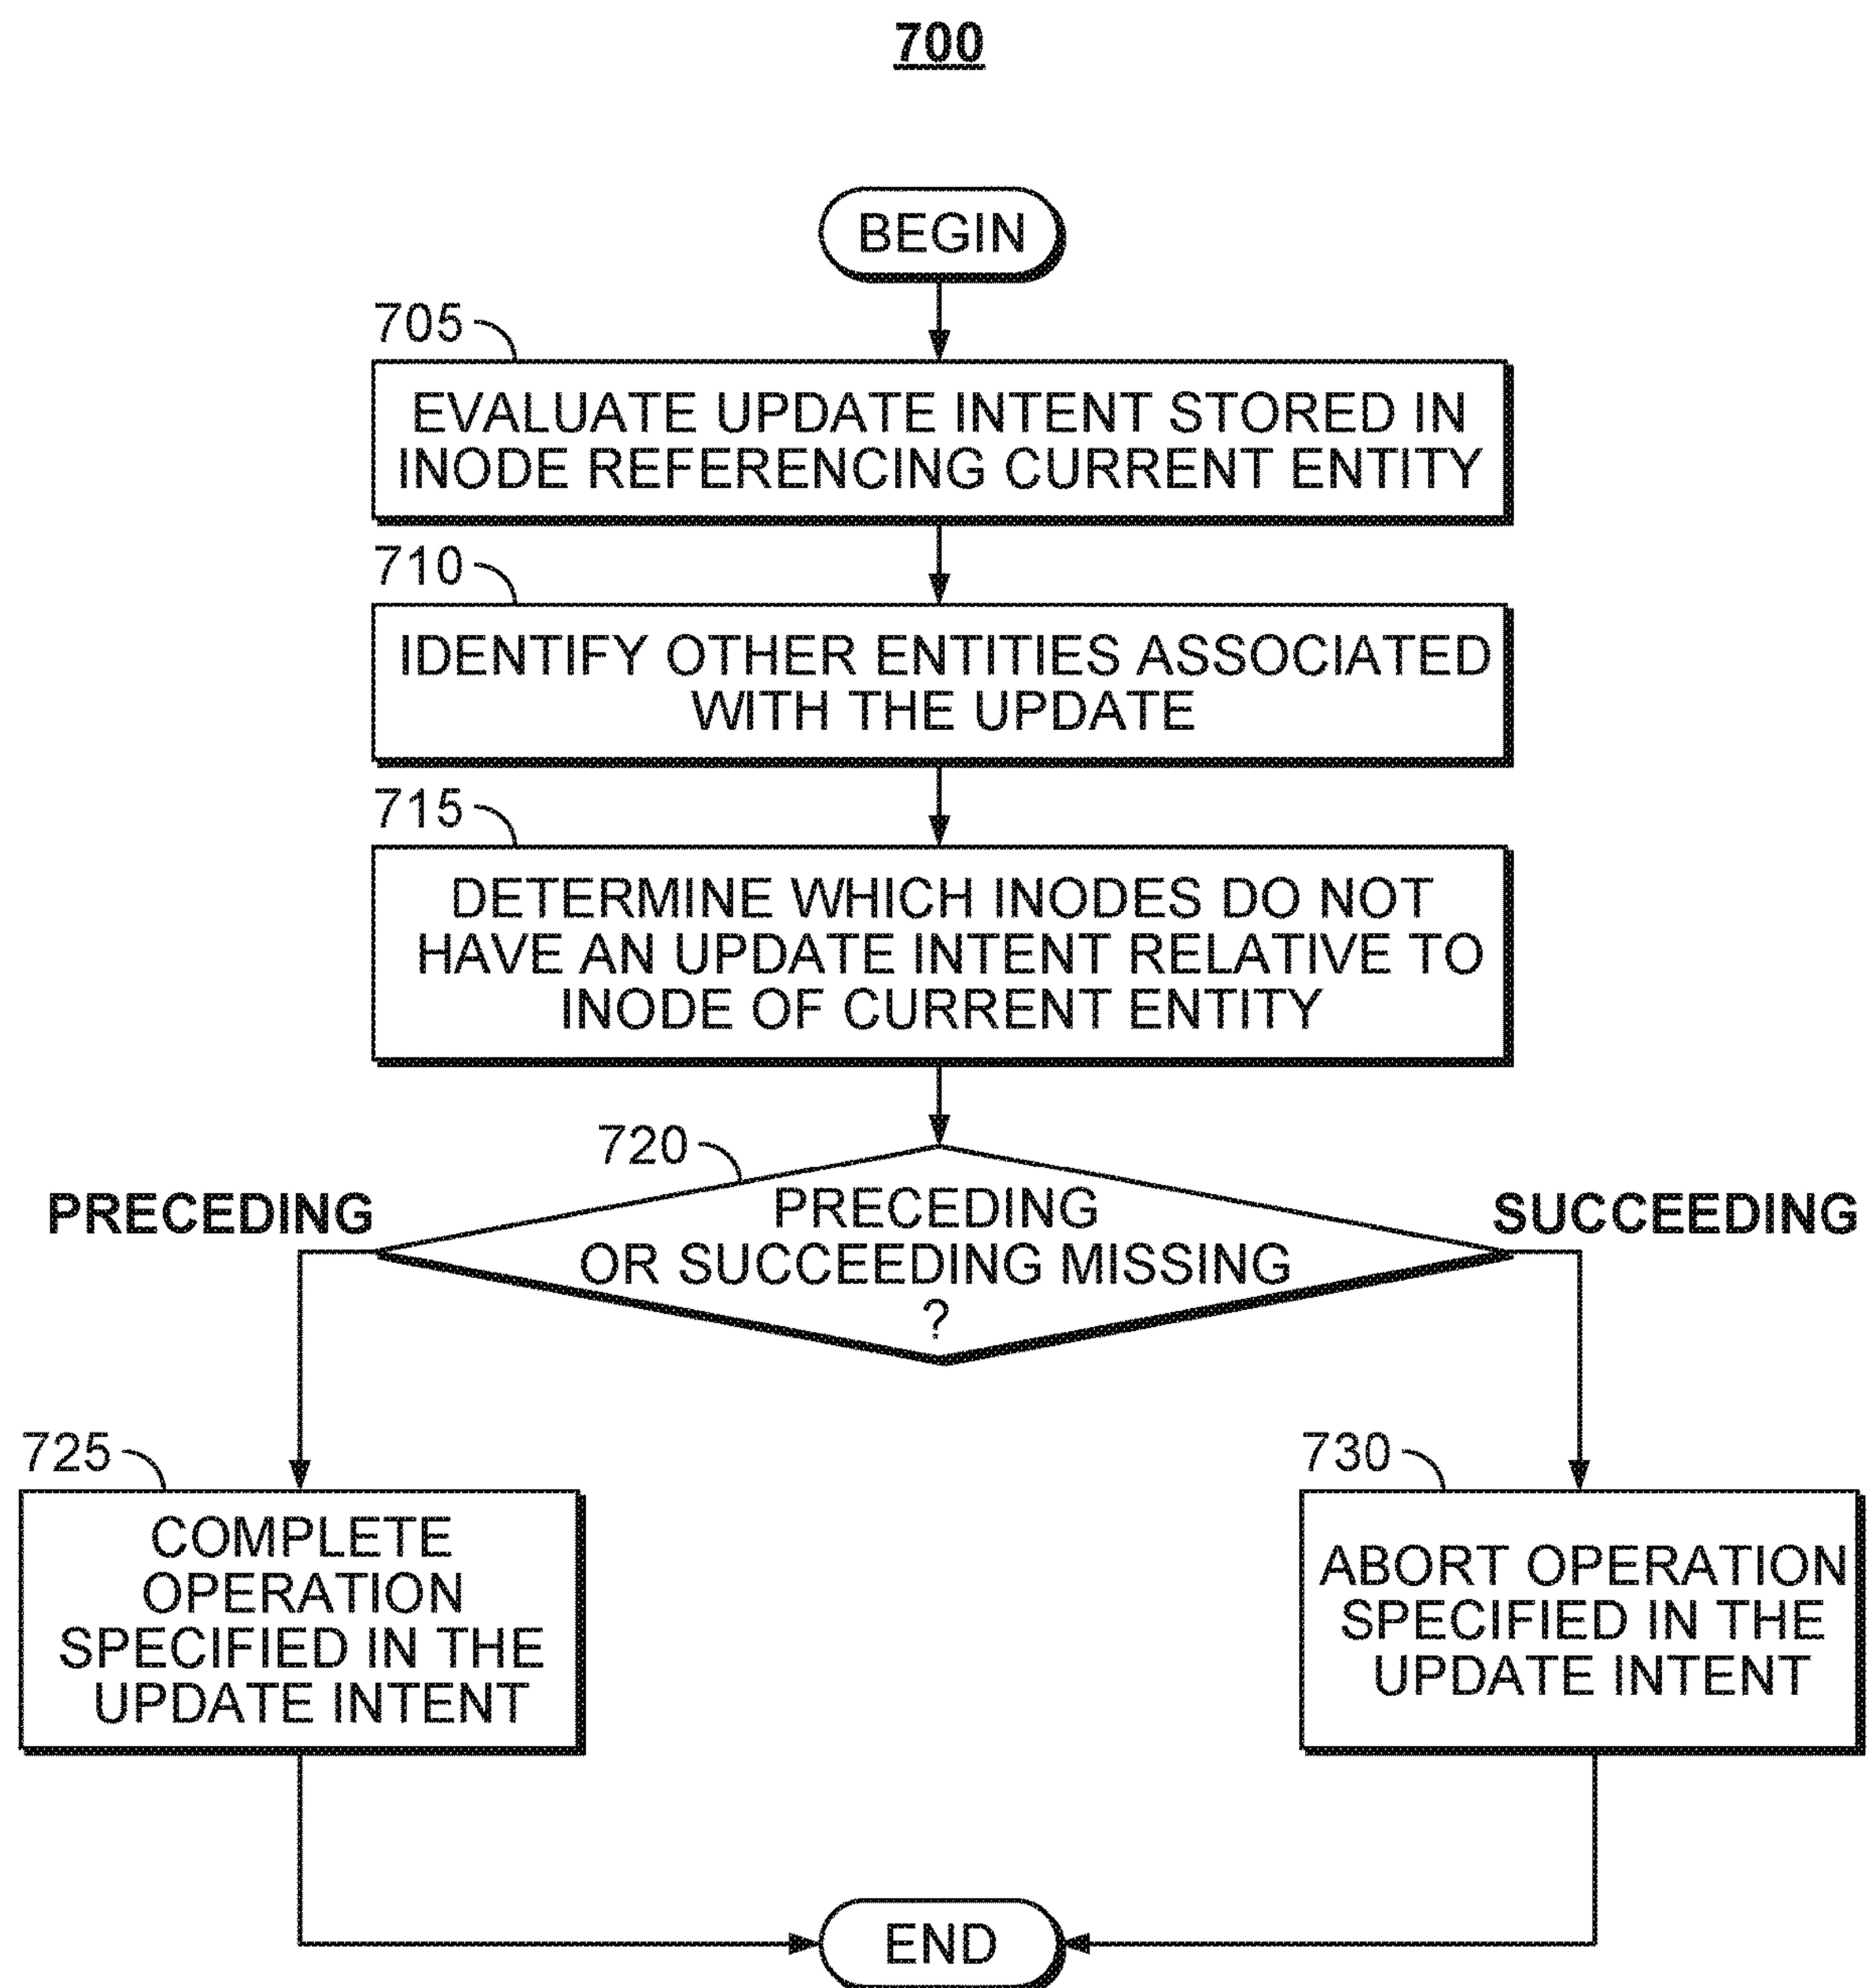 700
BEGIN
705
EVALUATE UPDATE INTENT STORED IN
INODE REFERENCING CURRENT ENTITY
710
IDENTIFY OTHER ENTITIES ASSOCIATED
WITH THE UPDATE
715
DETERMINE WHICH INODES DO NOT
HAVE AN UPDATE INTENT RELATIVE TO
INODE OF CURRENT ENTITY
720
PRECEDING
OR SUCCEEDING MISSING
?
PRECEDING
SUCCEEDING
725
COMPLETE
OPERATION
SPECIFIED IN THE
UPDATE INTENT
730
ABORT OPERATION
SPECIFIED IN THE
UPDATE INTENT
END